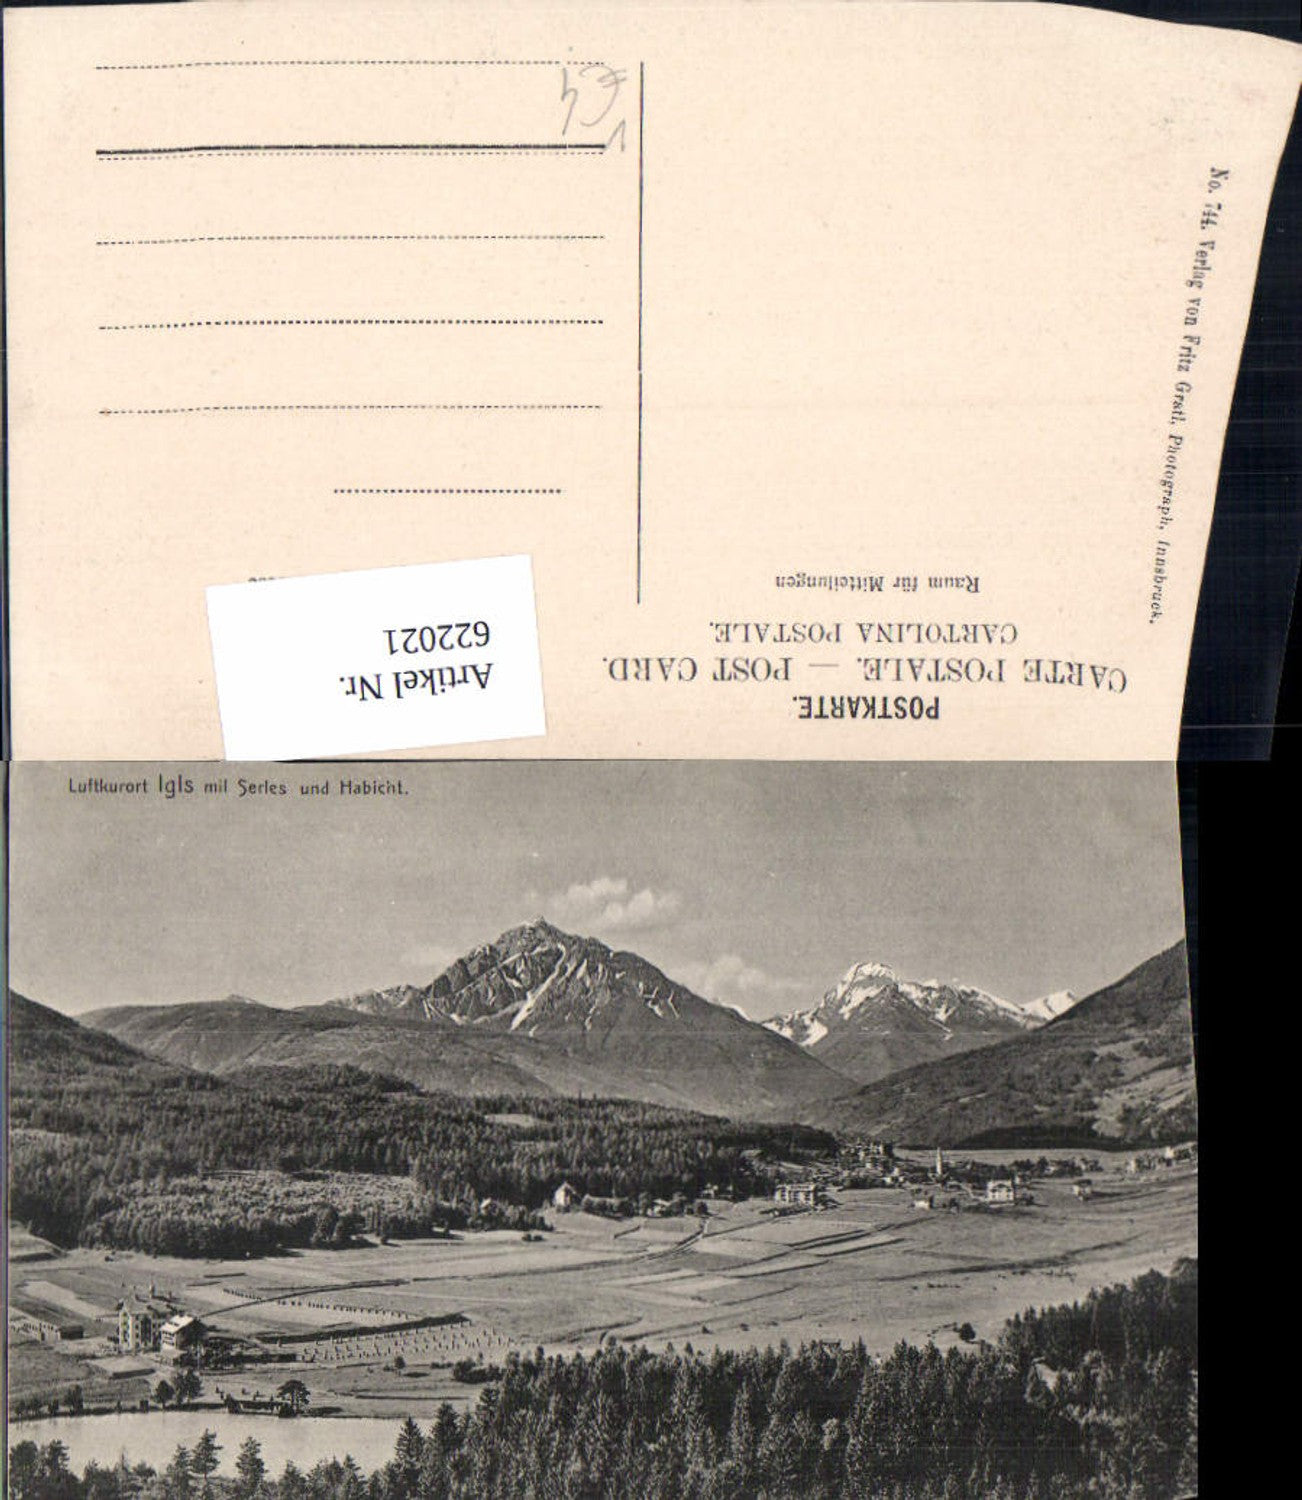 POSTKARTE.
CARTE POSTALE. — POST CARD.
CARTOLINA POSTALE.
Raum für Mitteilungen
Artikel Nr.
622021
No. 744. Verlag von Fritz Gratl, Photograph, Innsbruck.
Luftkurort Igls mit Serles und Habicht.